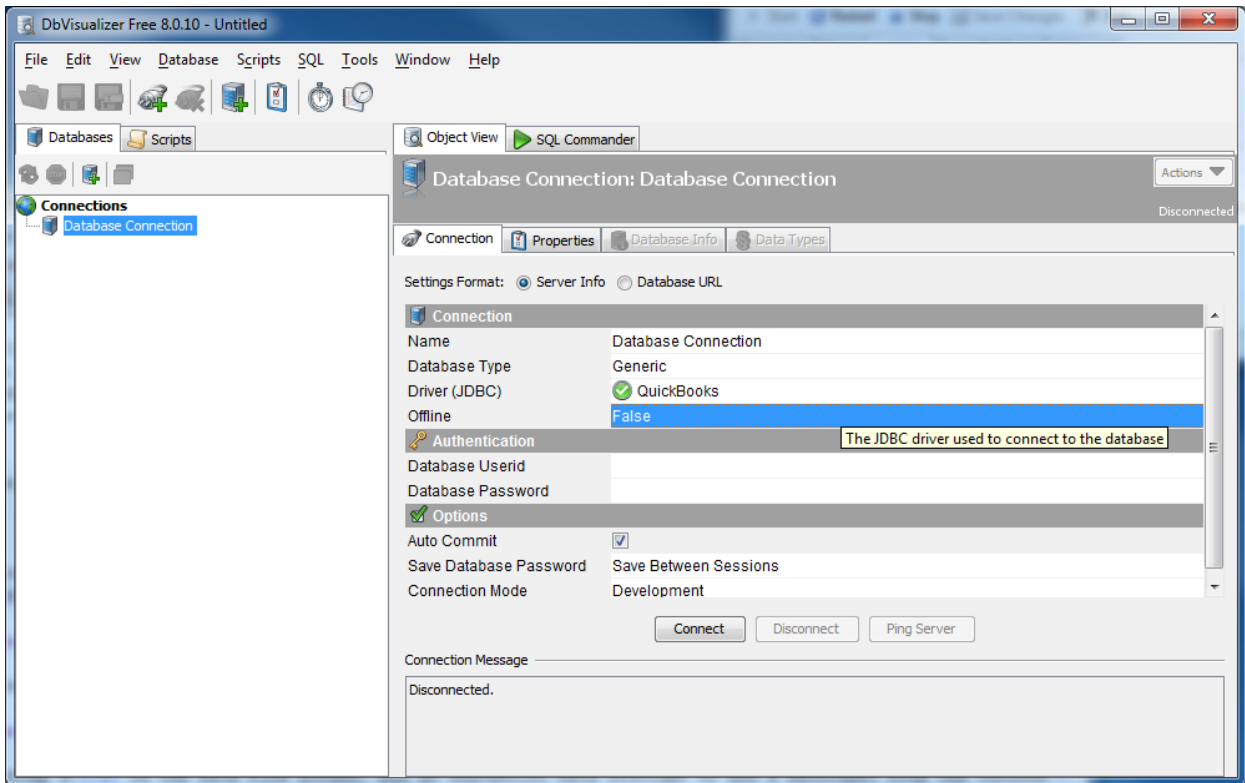 DbVisualizer Free 8.0.10 - Untitled
File Edit View Database Scripts SQL Tools Window Help
Databases Scripts
Connections
Database Connection
Object View SQL Commander
Database Connection: Database Connection
Actions
Disconnected
Connection Properties Database Info Data Types
Settings Format: Server Info Database URL
Connection
Name Database Connection
Database Type Generic
Driver (JDBC) QuickBooks
Offline False
The JDBC driver used to connect to the database
Authentication
Database Userid
Database Password
Options
Auto Commit
Save Database Password Save Between Sessions
Connection Mode Development
Connect Disconnect Ping Server
Connection Message
Disconnected.